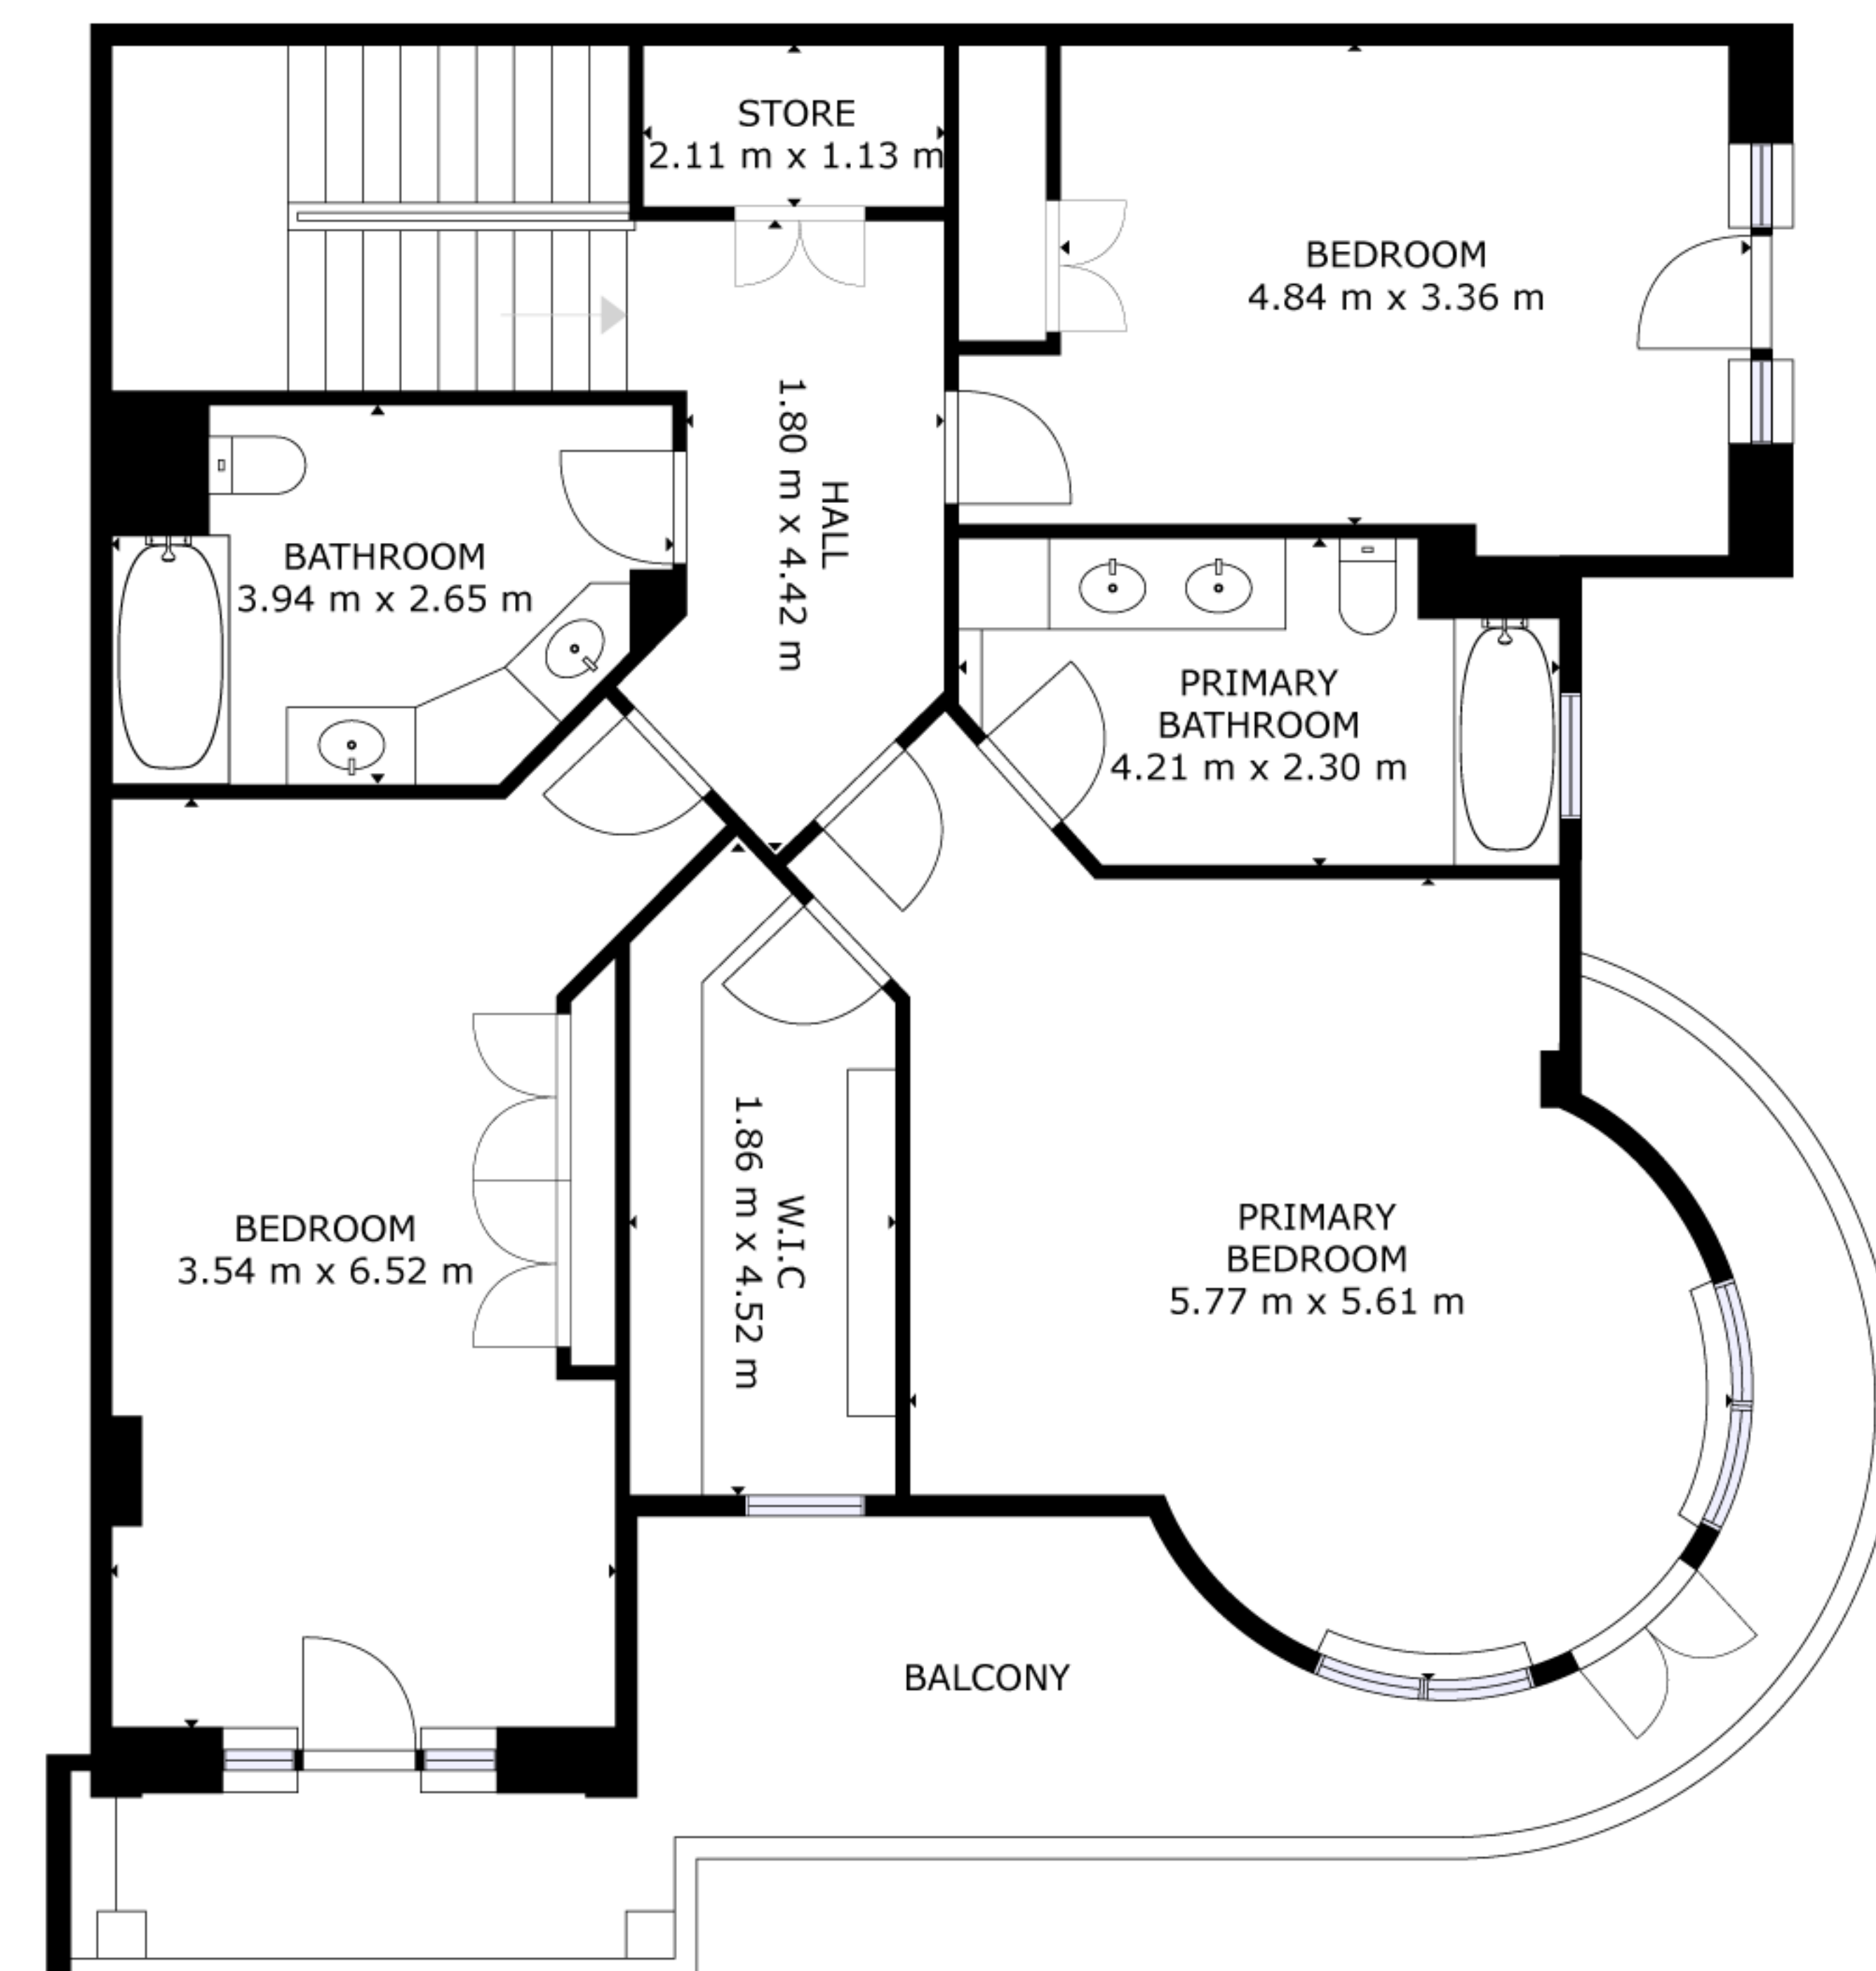 STORE
2.11 m x 1.13 m
BEDROOM
4.84 m x 3.36 m
HALL
1.80 m x 4.42 m
BATHROOM
3.94 m x 2.65 m
PRIMARY
BATHROOM
4.21 m x 2.30 m
BEDROOM
3.54 m x 6.52 m
W.I.C
1.86 m x 4.52 m
PRIMARY
BEDROOM
5.77 m x 5.61 m
BALCONY